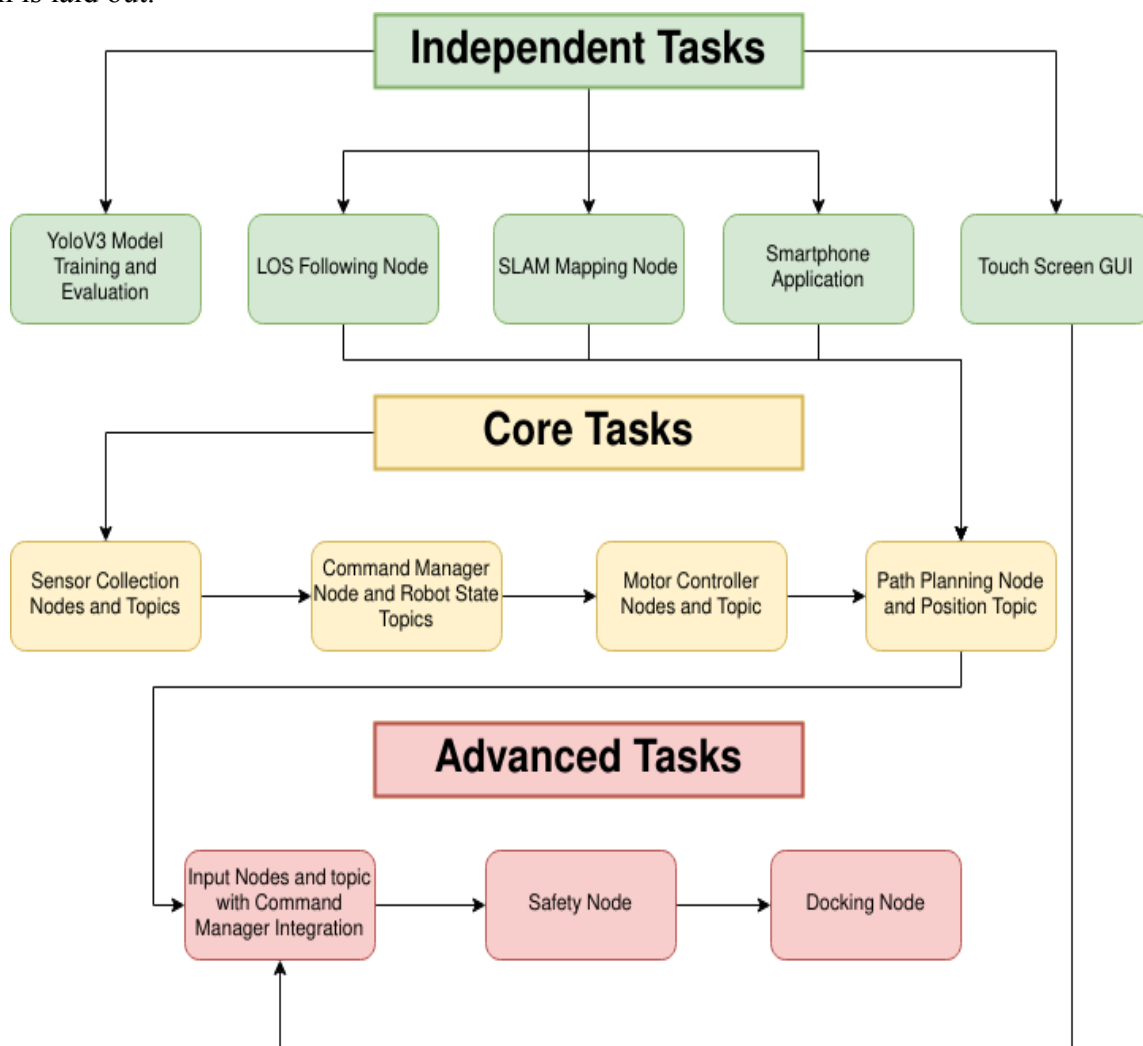 n is laid out.
Independent Tasks
YoloV3 Model
Training and
Evaluation
LOS Following Node
SLAM Mapping Node
Smartphone
Application
Touch Screen GUI
Core Tasks
Sensor Collection
Nodes and Topics
Command Manager
Node and Robot State
Topics
Motor Controller
Nodes and Topic
Path Planning Node
and Position Topic
Advanced Tasks
Input Nodes and topic
with Command
Manager Integration
Safety Node
Docking Node